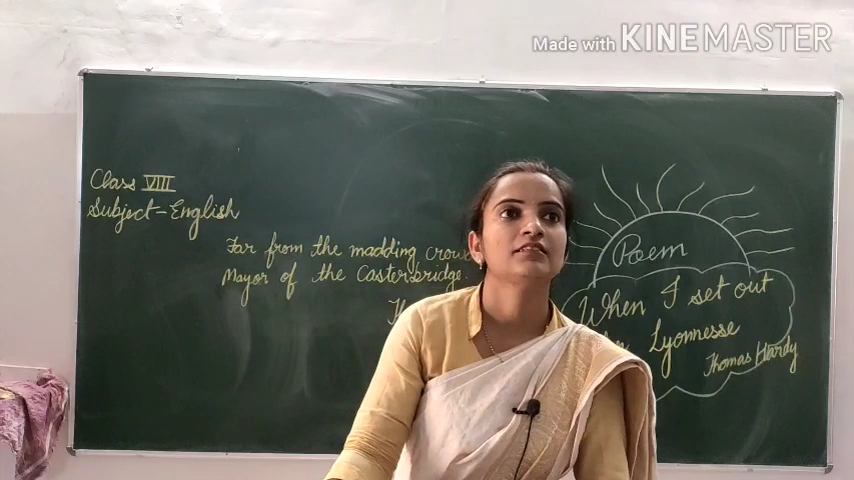 Made with KINEMASTER
Class VIII
Subject-English
Far from the madding crow
Mayor of the Casterbridge.
Poem
When I set out
Lyonnesse
Thomas Hardy